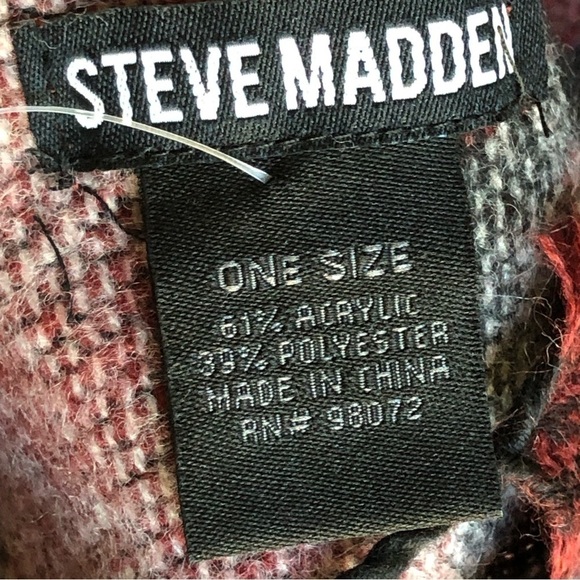 STEVE MADDEN
ONE SIZE
61% ACRYLIC
39% POLYESTER
MADE IN CHINA
RN# 98072